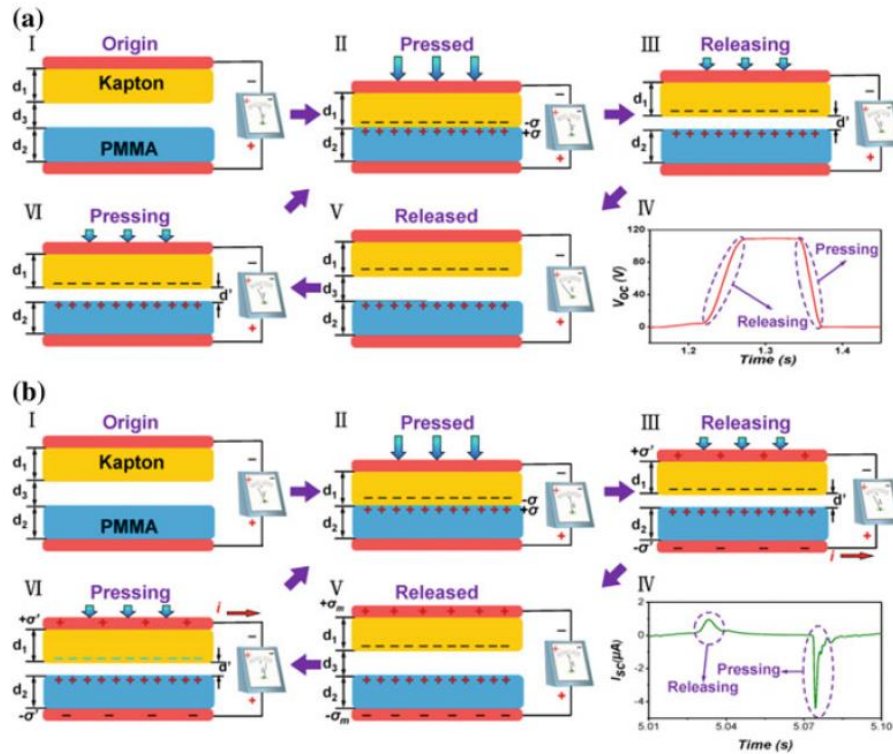 (a)
I Origin
d1
Kapton
d3
d2
PMMA
−
+
II Pressed
d1
-σ
+σ
d2
−
+
III Releasing
d1
d'
d2
−
+
VI Pressing
d1
d'
d2
−
+
V Released
d1
d3
d2
−
+
IV
120
80
40
0
VOC (V)
Pressing
Releasing
1.2 1.3 1.4
Time (s)
(b)
I Origin
d1
Kapton
d3
d2
PMMA
−
+
II Pressed
d1
-σ
+σ
d2
−
+
III Releasing
+σ'
d1
d'
d2
-σ'
i
−
+
VI Pressing
+σ'
i
d1
d'
d2
-σ'
−
+
V Released
+σm
d1
d3
d2
-σm
−
+
IV
0
-2
-4
ISC(μA)
Pressing
Releasing
5.01 5.04 5.07 5.10
Time (s)